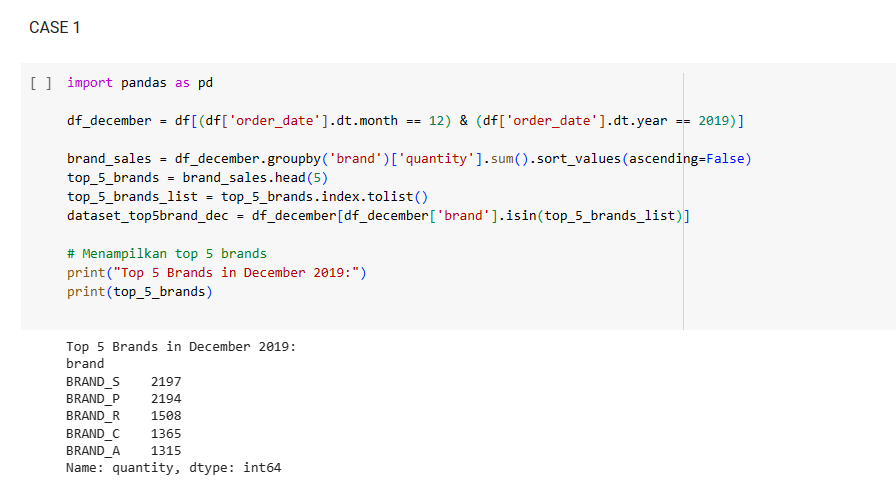 CASE 1
[ ] import pandas as pd
df_december = df[(df['order_date'].dt.month == 12) & (df['order_date'].dt.year == 2019)]
brand_sales = df_december.groupby('brand')['quantity'].sum().sort_values(ascending=False)
top_5_brands = brand_sales.head(5)
top_5_brands_list = top_5_brands.index.tolist()
dataset_top5brand_dec = df_december[df_december['brand'].isin(top_5_brands_list)]
# Menampilkan top 5 brands
print("Top 5 Brands in December 2019:")
print(top_5_brands)
Top 5 Brands in December 2019:
brand
BRAND_S    2197
BRAND_P    2194
BRAND_R    1508
BRAND_C    1365
BRAND_A    1315
Name: quantity, dtype: int64